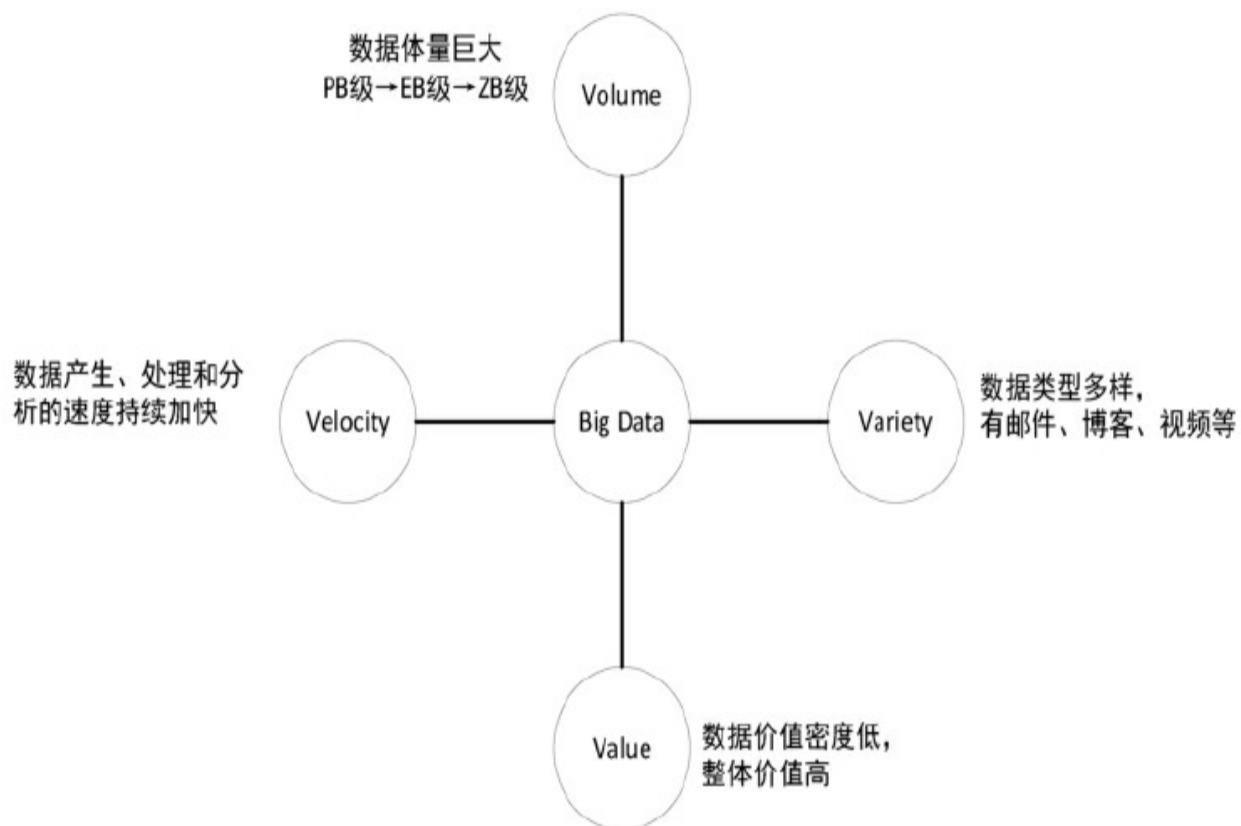 数据体量巨大
PB级→EB级→ZB级
Volume
数据产生、处理和分
析的速度持续加快
Velocity
Big Data
Variety
数据类型多样，
有邮件、博客、视频等
Value
数据价值密度低，
整体价值高